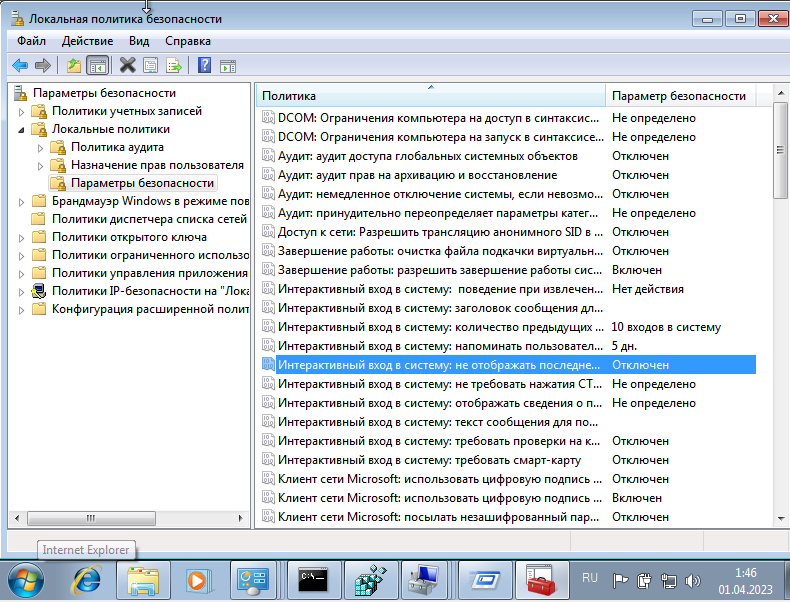 Локальная политика безопасности
Файл Действие Вид Справка
Параметры безопасности
Политики учетных записей
Локальные политики
Политика аудита
Назначение прав пользователя
Параметры безопасности
Брандмауэр Windows в режиме пов
Политики диспетчера списка сетей
Политики открытого ключа
Политики ограниченного использо
Политики управления приложения
Политики IP-безопасности на "Лока
Конфигурация расширенной полит
Политика Параметр безопасности
DCOM: Ограничения компьютера на доступ в синтаксис... Не определено
DCOM: Ограничения компьютера на запуск в синтаксисе... Не определено
Аудит: аудит доступа глобальных системных объектов Отключен
Аудит: аудит прав на архивацию и восстановление Отключен
Аудит: немедленное отключение системы, если невозмо... Отключен
Аудит: принудительно переопределяет параметры катег... Не определено
Доступ к сети: Разрешить трансляцию анонимного SID в ... Отключен
Завершение работы: очистка файла подкачки виртуальн... Отключен
Завершение работы: разрешить завершение работы сис... Включен
Интерактивный вход в систему: поведение при извлечен... Нет действия
Интерактивный вход в систему: заголовок сообщения дл...
Интерактивный вход в систему: количество предыдущих ... 10 входов в систему
Интерактивный вход в систему: напоминать пользовател... 5 дн.
Интерактивный вход в систему: не отображать последне... Отключен
Интерактивный вход в систему: не требовать нажатия CT... Не определено
Интерактивный вход в систему: отображать сведения о п... Не определено
Интерактивный вход в систему: текст сообщения для по...
Интерактивный вход в систему: требовать проверки на к... Отключен
Интерактивный вход в систему: требовать смарт-карту Отключен
Клиент сети Microsoft: использовать цифровую подпись ... Отключен
Клиент сети Microsoft: использовать цифровую подпись ... Включен
Клиент сети Microsoft: посылать незашифрованный пар... Отключен
Internet Explorer
C:\_
RU
1:46
01.04.2023